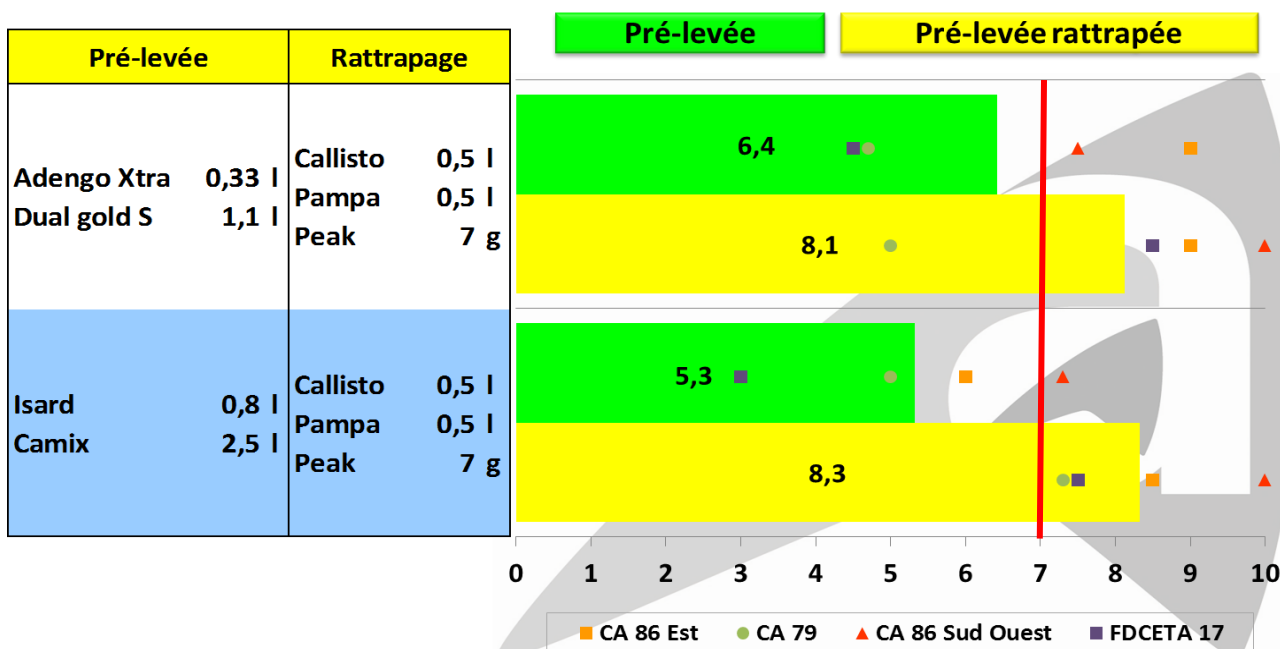 Pré-levée Pré-levée rattrapée
Pré-levée Rattrapage
Adengo Xtra 0,33 l
Dual gold S 1,1 l
Callisto 0,5 l
Pampa 0,5 l
Peak 7 g
6,4
8,1
Isard 0,8 l
Camix 2,5 l
Callisto 0,5 l
Pampa 0,5 l
Peak 7 g
5,3
8,3
0 1 2 3 4 5 6 7 8 9 10
CA 86 Est CA 79 CA 86 Sud Ouest FDCETA 17